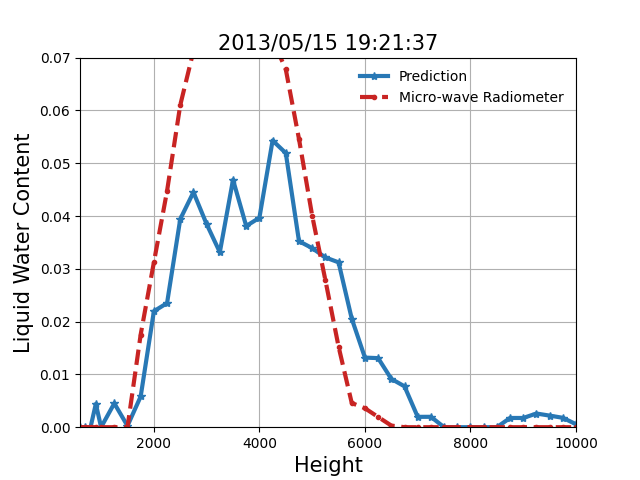 2013/05/15 19:21:37
0.07
0.06
0.05
0.04
0.03
0.02
0.01
0.00
Liquid Water Content
Prediction
Micro-wave Radiometer
2000 4000 6000 8000 10000
Height